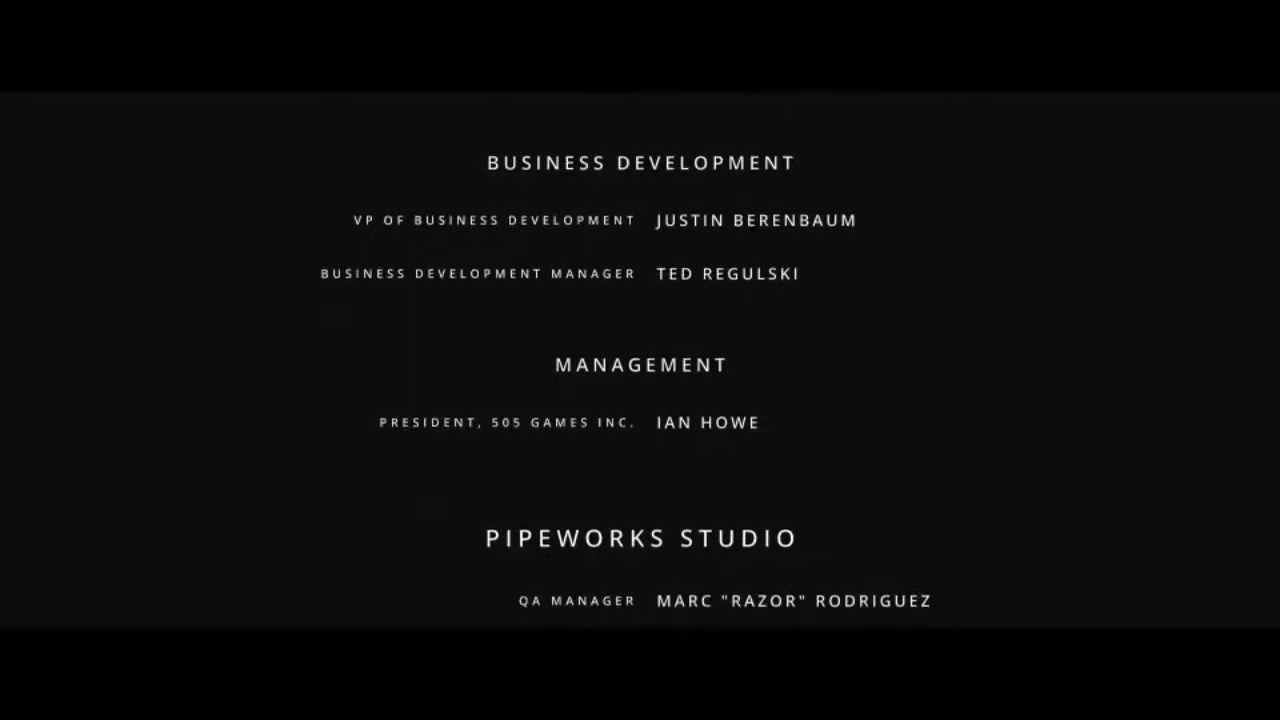 BUSINESS DEVELOPMENT
VP OF BUSINESS DEVELOPMENT JUSTIN BERENBAUM
BUSINESS DEVELOPMENT MANAGER TED REGULSKI
MANAGEMENT
PRESIDENT, 505 GAMES INC. IAN HOWE
PIPEWORKS STUDIO
QA MANAGER MARC "RAZOR" RODRIGUEZ